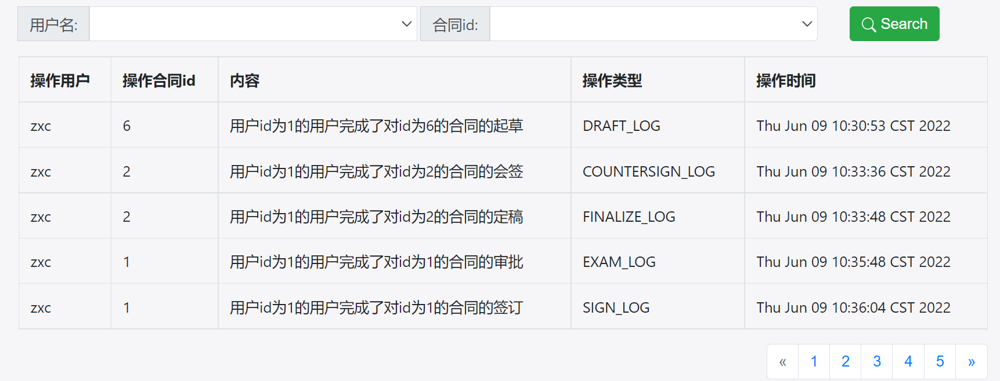 用户名: 合同id: Search
操作用户 操作合同id 内容 操作类型 操作时间
zxc 6 用户id为1的用户完成了对id为6的合同的起草 DRAFT_LOG Thu Jun 09 10:30:53 CST 2022
zxc 2 用户id为1的用户完成了对id为2的合同的会签 COUNTERSIGN_LOG Thu Jun 09 10:33:36 CST 2022
zxc 2 用户id为1的用户完成了对id为2的合同的定稿 FINALIZE_LOG Thu Jun 09 10:33:48 CST 2022
zxc 1 用户id为1的用户完成了对id为1的合同的审批 EXAM_LOG Thu Jun 09 10:35:48 CST 2022
zxc 1 用户id为1的用户完成了对id为1的合同的签订 SIGN_LOG Thu Jun 09 10:36:04 CST 2022
« 1 2 3 4 5 »